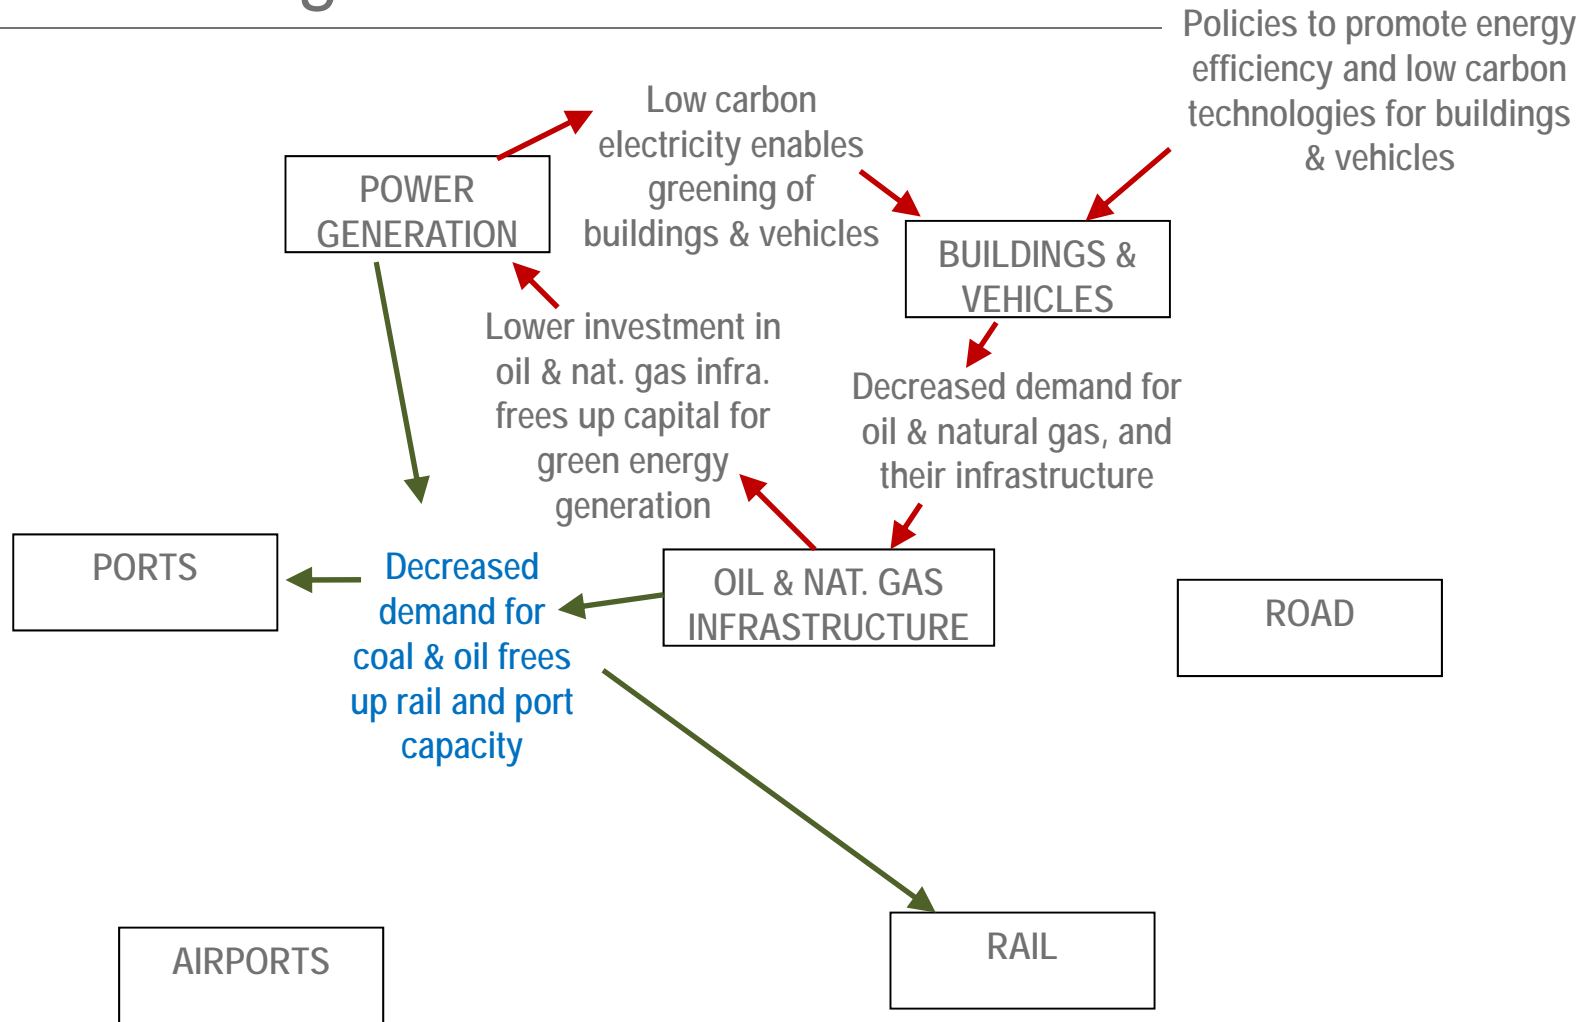 Policies to promote energy
efficiency and low carbon
technologies for buildings
& vehicles
Low carbon
electricity enables
greening of
buildings & vehicles
POWER
GENERATION
BUILDINGS &
VEHICLES
Lower investment in
oil & nat. gas infra.
frees up capital for
green energy
generation
Decreased demand for
oil & natural gas, and
their infrastructure
PORTS
Decreased
demand for
coal & oil frees
up rail and port
capacity
OIL & NAT. GAS
INFRASTRUCTURE
ROAD
AIRPORTS
RAIL